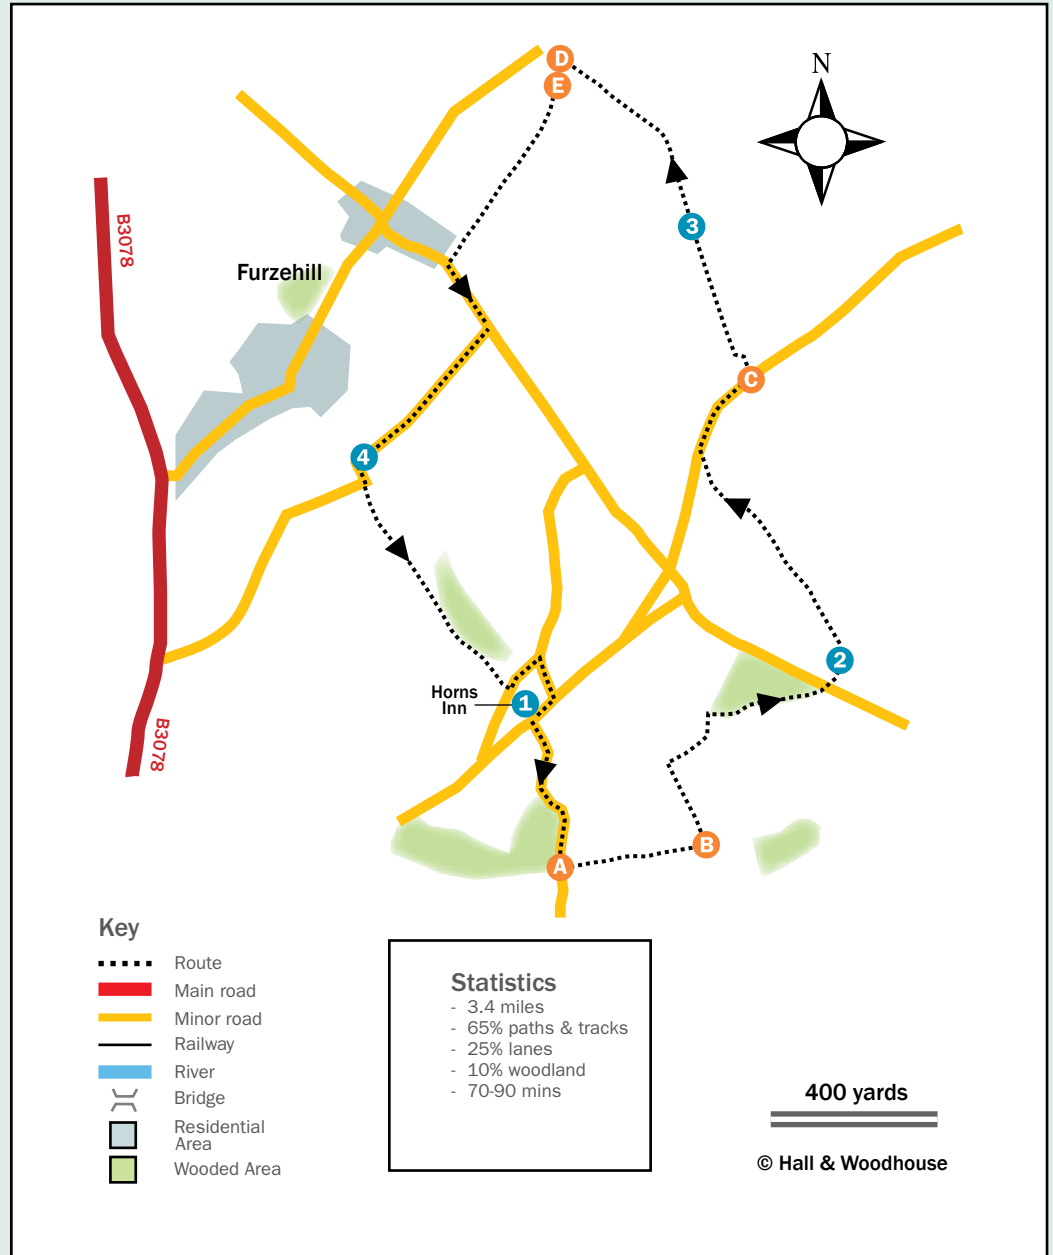 D
E
N
B3078
3
Furzehill
C
4
2
Horns
Inn
1
B3078
B
A
Key
Route
Main road
Minor road
Railway
River
Bridge
Residential
Area
Wooded Area
Statistics
- 3.4 miles
- 65% paths & tracks
- 25% lanes
- 10% woodland
- 70-90 mins
400 yards
© Hall & Woodhouse